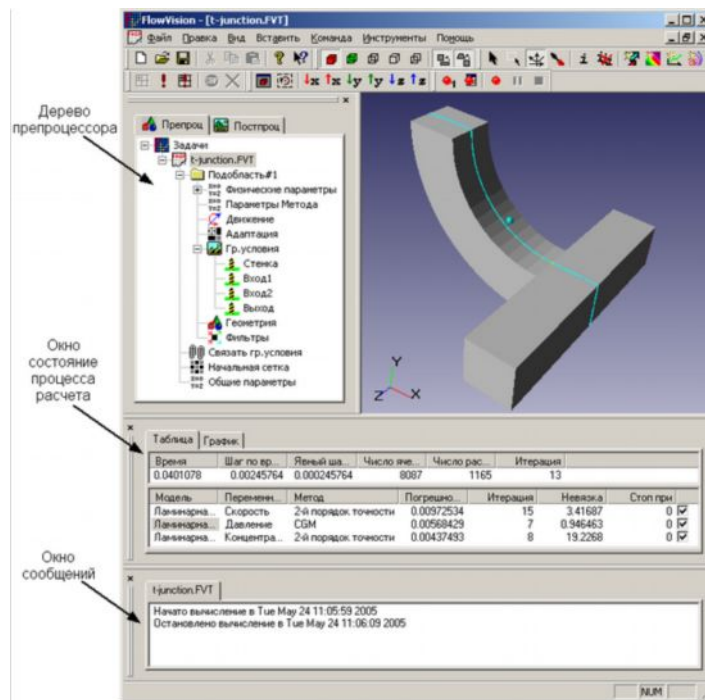 FlowVision - [t-junction.FVT]
Файл Правка Вид Вставить Команда Инструменты Помощь
Дерево препроцессора
Препроц Постпроц
Задачи
t-junction.FVT
Подобласть#1
Физические параметры
Параметры Метода
Движение
Адаптация
Гр.условия
Стенка
Вход1
Вход2
Выход
Геометрия
Фильтры
Связать гр.условия
Начальная сетка
Общие параметры
Y
Z X
Окно состояние процесса расчета
Таблица График
Время Шаг по вр... Явный ша... Число яче... Число рас... Итерация
0.0401078 0.00245764 0.000245764 8087 1165 13
Модель Переменн... Метод Погрешно... Итерация Невязка Стоп при
Ламинарна... Скорость 2-й порядок точности 0.00972534 15 3.41687 0
Ламинарна... Давление CGM 0.00568429 7 0.946463 0
Ламинарна... Концентра... 2-й порядок точности 0.00437493 8 19.2268 0
Окно сообщений
t-junction.FVT
Начато вычисление в Tue May 24 11:05:59 2005
Остановлено вычисление в Tue May 24 11:06:09 2005
NUM